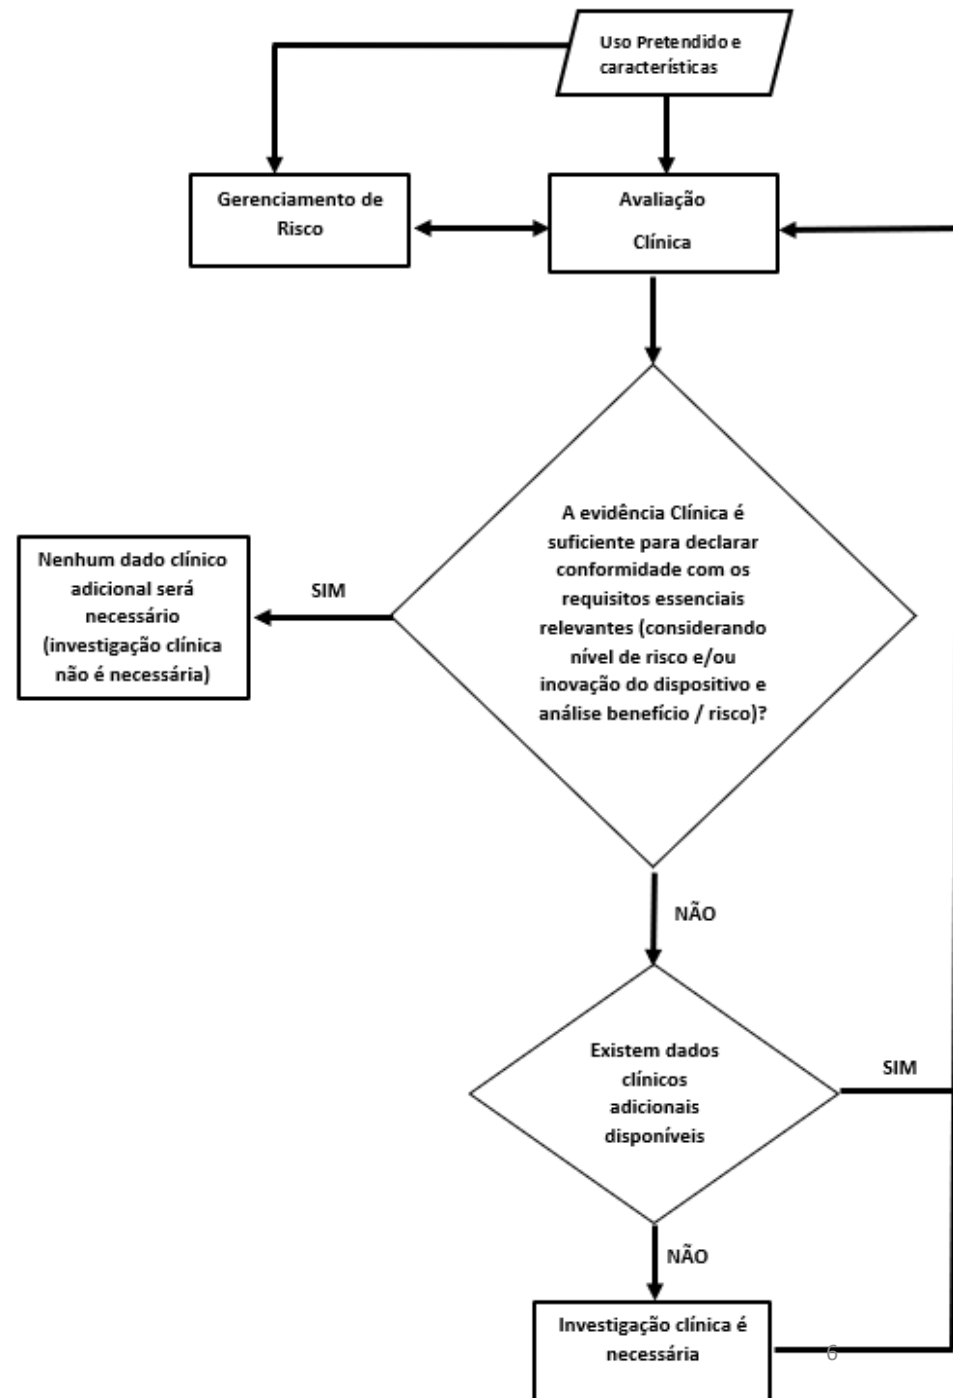 Uso Pretendido e
características
Gerenciamento de
Risco
Avaliação
Clínica
A evidência Clínica é
suficiente para declarar
conformidade com os
requisitos essenciais
relevantes (considerando
nível de risco e/ou
inovação do dispositivo e
análise benefício / risco)?
SIM
Nenhum dado clínico
adicional será
necessário
(investigação clínica
não é necessária)
NÃO
Existem dados
clínicos
adicionais
disponíveis
SIM
NÃO
Investigação clínica é
necessária
6